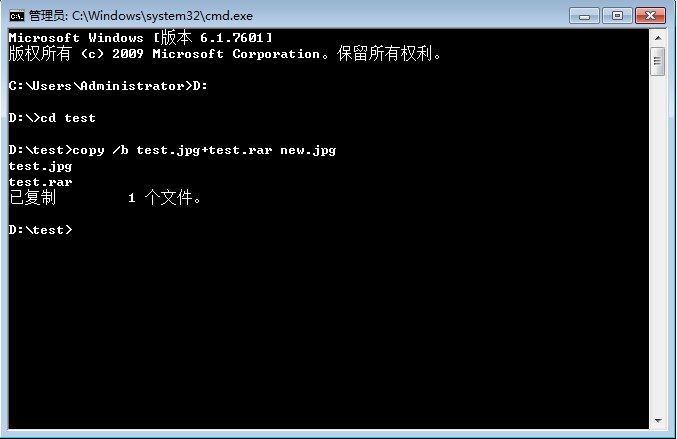 管理员: C:\Windows\system32\cmd.exe
Microsoft Windows [版本 6.1.7601]
版权所有 (c) 2009 Microsoft Corporation。保留所有权利。
C:\Users\Administrator>D:
D:\>cd test
D:\test>copy /b test.jpg+test.rar new.jpg
test.jpg
test.rar
已复制         1 个文件。
D:\test>